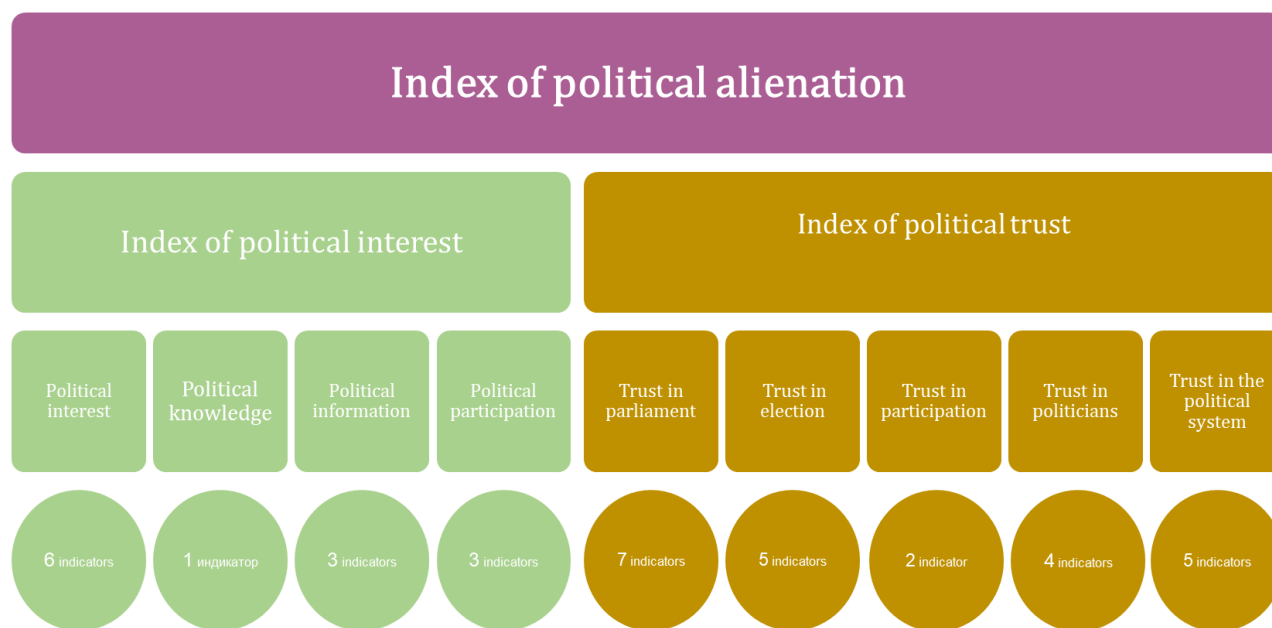 Index of political alienation
Index of political interest
Index of political trust
Political
interest
Political
knowledge
Political
information
Political
participation
Trust in
parliament
Trust in
election
Trust in
participation
Trust in
politicians
Trust in the
political
system
6 indicators
1 индикатор
3 indicators
3 indicators
7 indicators
5 indicators
2 indicator
4 indicators
5 indicators